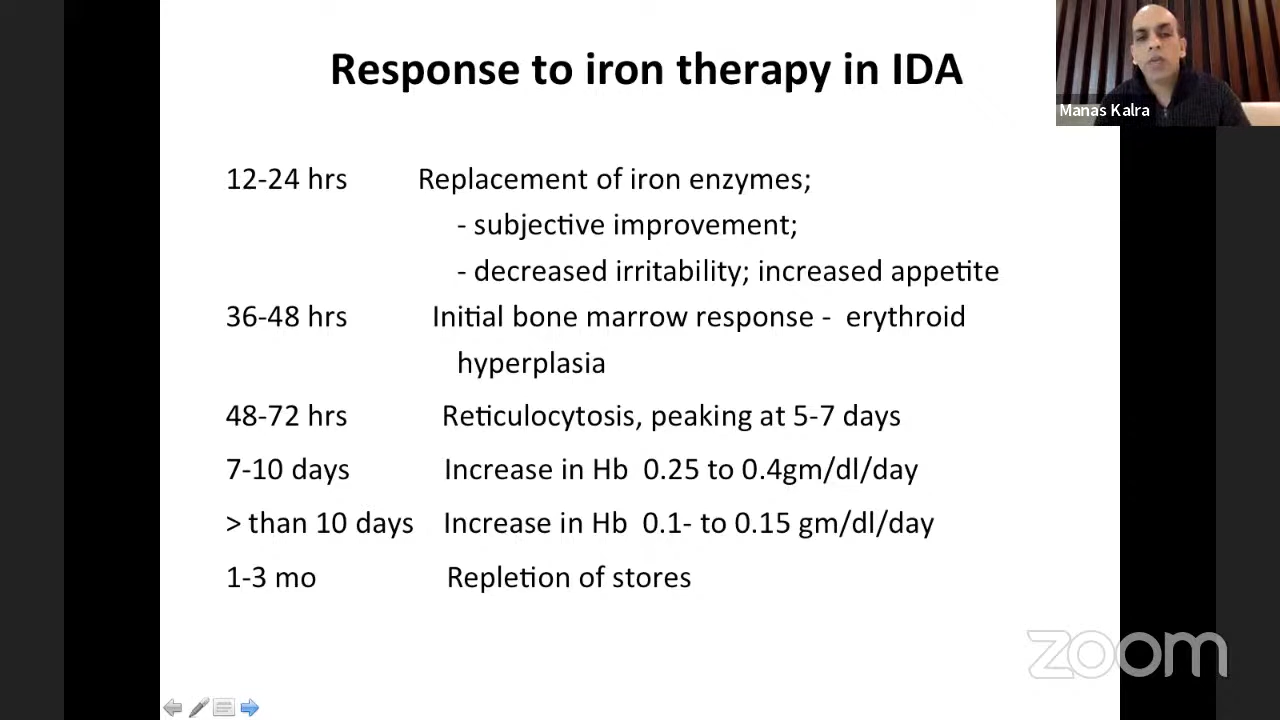 Response to iron therapy in IDA
Manas Kalra
12-24 hrs Replacement of iron enzymes;
- subjective improvement;
- decreased irritability; increased appetite
36-48 hrs Initial bone marrow response - erythroid
hyperplasia
48-72 hrs Reticulocytosis, peaking at 5-7 days
7-10 days Increase in Hb 0.25 to 0.4gm/dl/day
> than 10 days Increase in Hb 0.1- to 0.15 gm/dl/day
1-3 mo Repletion of stores
zoom